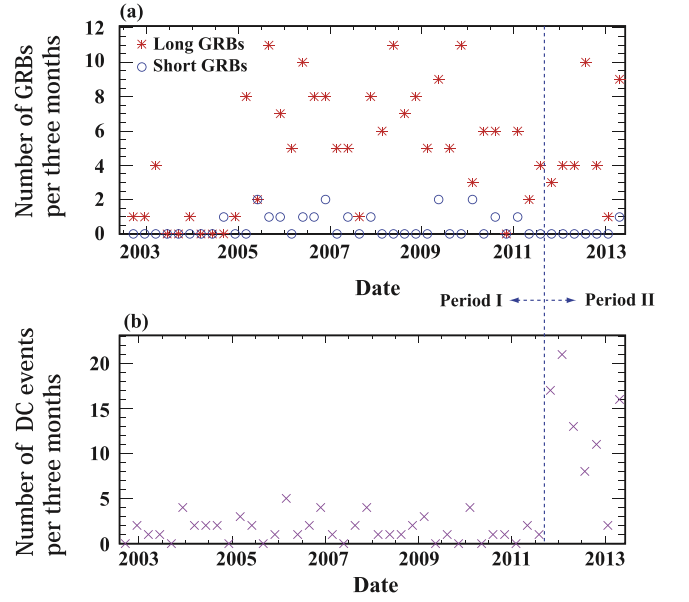 (a)
Long GRBs
Short GRBs
Number of GRBs
per three months
12
10
8
6
4
2
0
2003
2005
2007
2009
2011
2013
Date
Period I
Period II
(b)
Number of DC events
per three months
20
15
10
5
0
2003
2005
2007
2009
2011
2013
Date